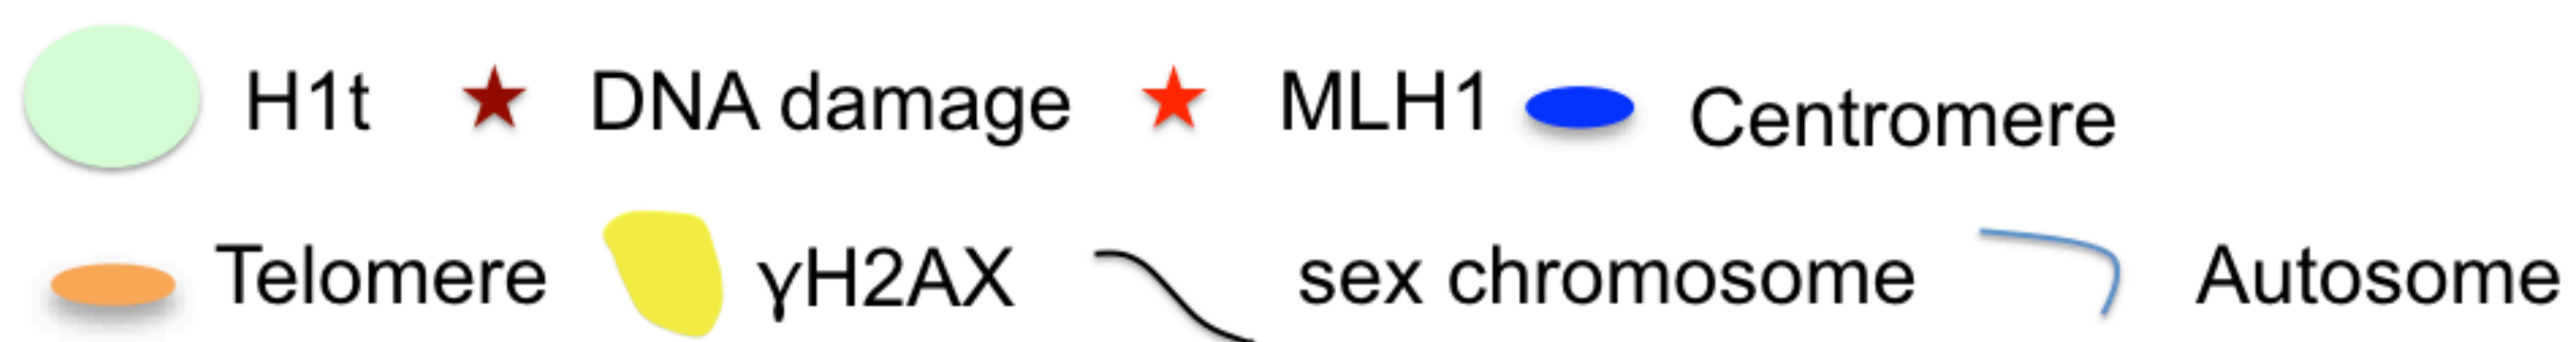 H1t DNA damage MLH1 Centromere
Telomere γH2AX sex chromosome Autosome